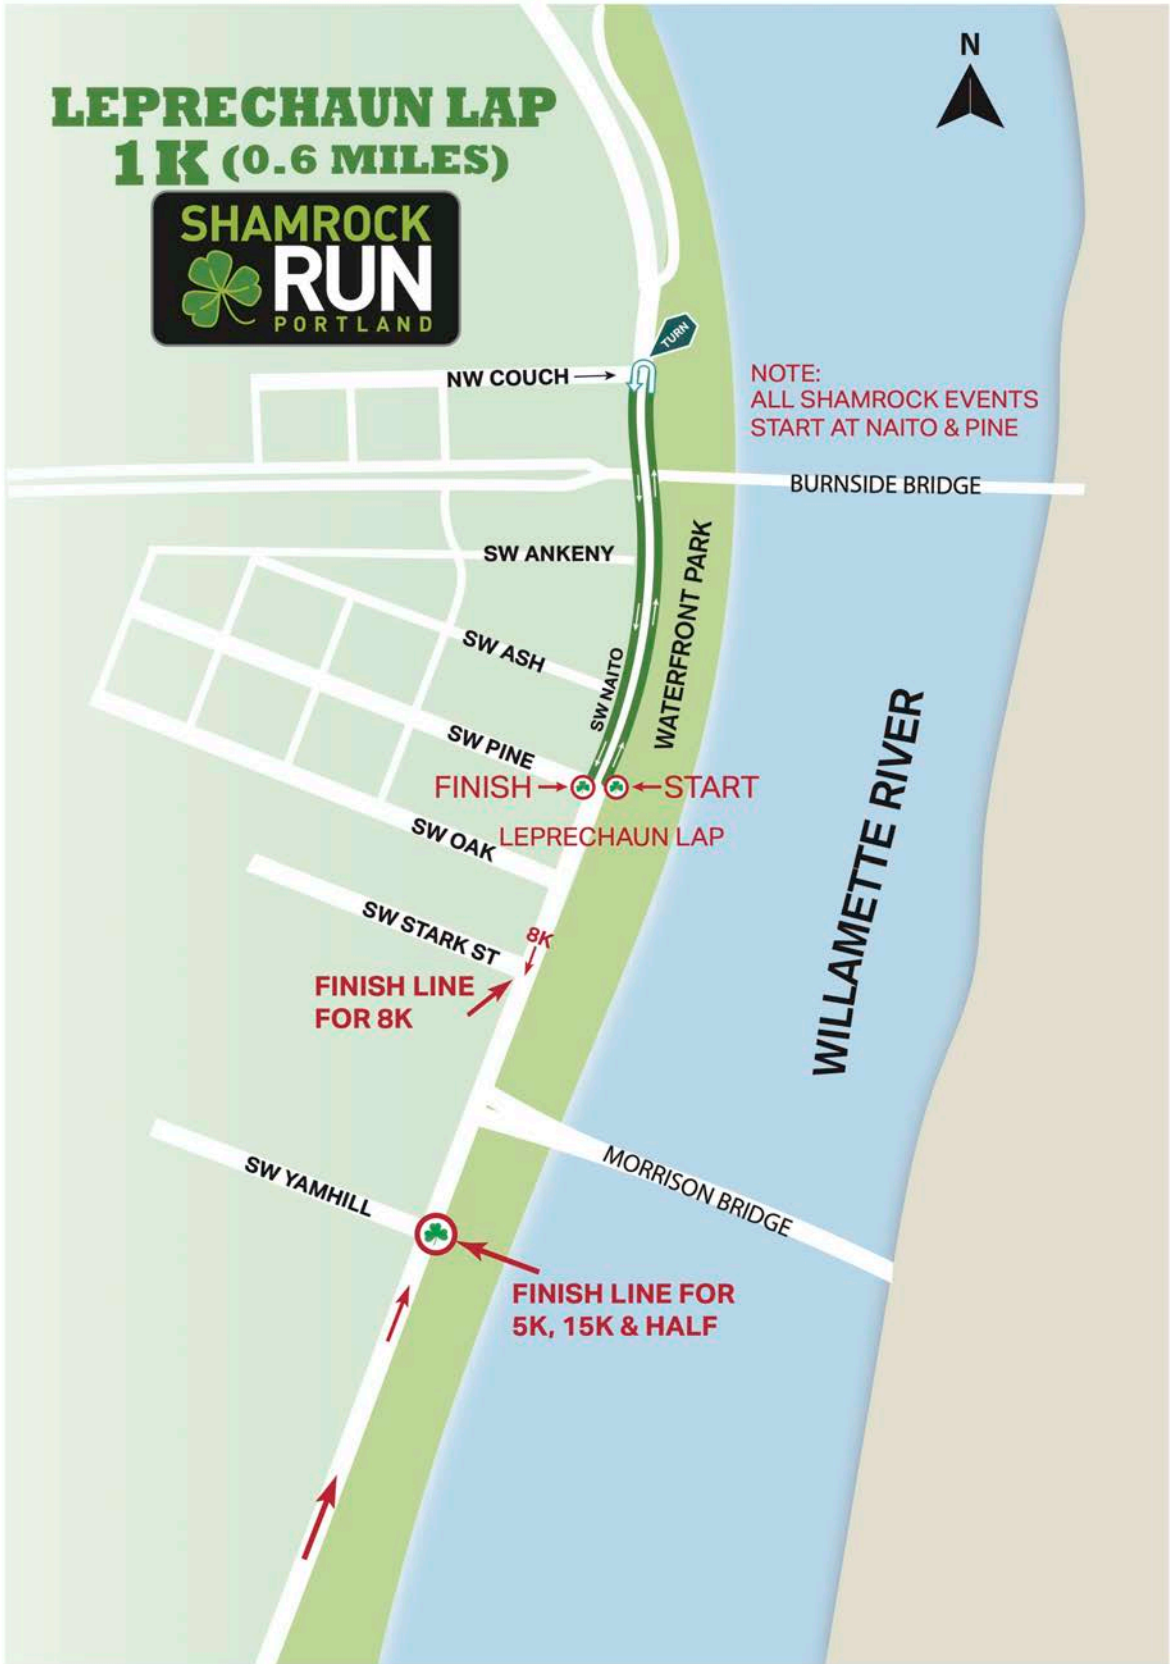 N
LEPRECHAUN LAP
1K (0.6 MILES)
SHAMROCK
RUN
PORTLAND
TURN
NW COUCH
NOTE:
ALL SHAMROCK EVENTS
START AT NAITO & PINE
BURNSIDE BRIDGE
SW ANKENY
WATERFRONT PARK
SW ASH
SW NAITO
SW PINE
FINISH
START
LEPRECHAUN LAP
SW OAK
WILLAMETTE RIVER
SW STARK ST
8K
FINISH LINE
FOR 8K
MORRISON BRIDGE
SW YAMHILL
FINISH LINE FOR
5K, 15K & HALF